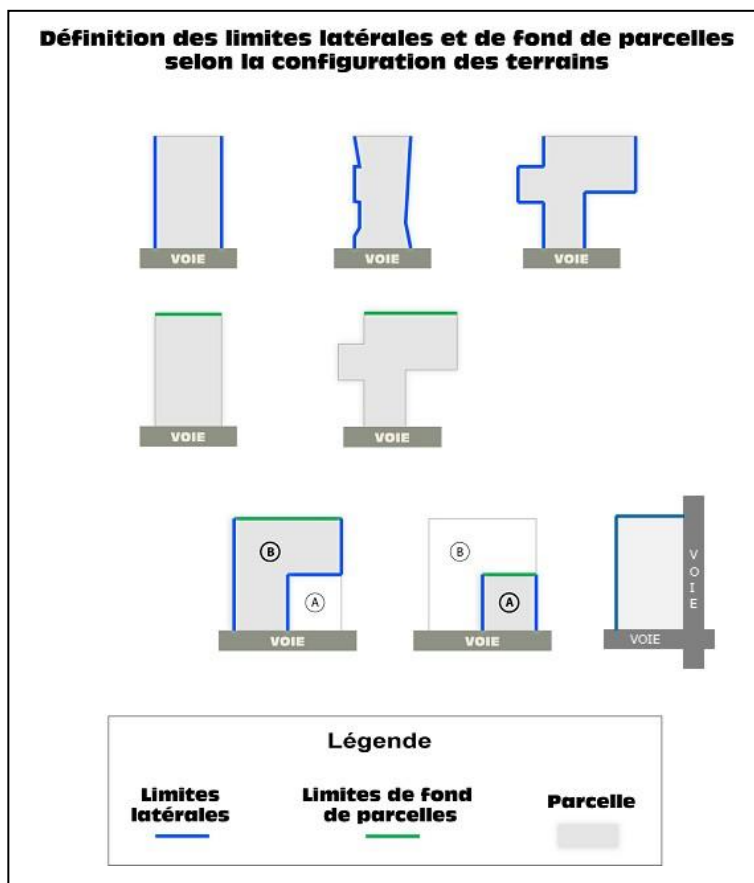 Définition des limites latérales et de fond de parcelles
selon la configuration des terrains
VOIE
VOIE
VOIE
VOIE
VOIE
B
A
VOIE
B
A
VOIE
VOIE
VOIE
Légende
Limites
latérales
Limites de fond
de parcelles
Parcelle